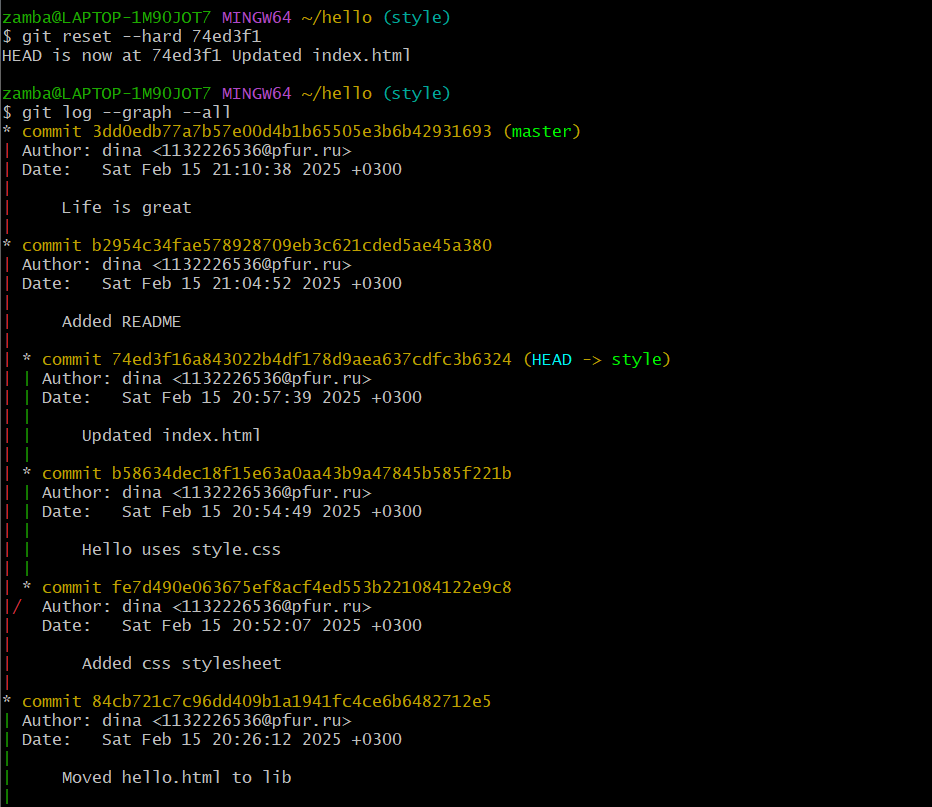 zamba@LAPTOP-1M90JOT7 MINGW64 ~/hello (style)
$ git reset --hard 74ed3f1
HEAD is now at 74ed3f1 Updated index.html

zamba@LAPTOP-1M90JOT7 MINGW64 ~/hello (style)
$ git log --graph --all
* commit 3dd0edb77a7b57e00d4b1b65505e3b6b42931693 (master)
| Author: dina <1132226536@pfur.ru>
| Date:   Sat Feb 15 21:10:38 2025 +0300
|
|     Life is great
|
* commit b2954c34fae578928709eb3c621cded5ae45a380
| Author: dina <1132226536@pfur.ru>
| Date:   Sat Feb 15 21:04:52 2025 +0300
|
|     Added README
|
| * commit 74ed3f16a843022b4df178d9aea637cdfc3b6324 (HEAD -> style)
| | Author: dina <1132226536@pfur.ru>
| | Date:   Sat Feb 15 20:57:39 2025 +0300
| |
| |     Updated index.html
| |
| * commit b58634dec18f15e63a0aa43b9a47845b585f221b
| | Author: dina <1132226536@pfur.ru>
| | Date:   Sat Feb 15 20:54:49 2025 +0300
| |
| |     Hello uses style.css
| |
| * commit fe7d490e063675ef8acf4ed553b221084122e9c8
|/  Author: dina <1132226536@pfur.ru>
|   Date:   Sat Feb 15 20:52:07 2025 +0300
|
|       Added css stylesheet
|
* commit 84cb721c7c96dd409b1a1941fc4ce6b6482712e5
| Author: dina <1132226536@pfur.ru>
| Date:   Sat Feb 15 20:26:12 2025 +0300
|
|     Moved hello.html to lib
|